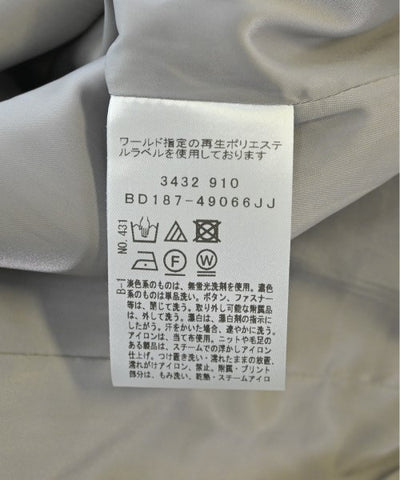 ワールド指定の再生ポリエステ
ルラベルを使用しております
3432 910
BD187-49066JJ
NO.431
F
W
B-1
淡色系のものは、無蛍光洗剤を使用。濃色
系のものは単品洗い。ボタン、ファスナー
等は、閉じて洗う。取り外し可能な附属品
は、外して洗う。漂白は、漂白剤の指示に
したがう。汗をかいた場合、速やかに洗う。
アイロンは、当て布使用。ニットや毛足の
ある製品は、スチームでの浮かしアイロン
仕上げ。つけ置き洗い・濡れたままの放置、
濡れがけアイロン、禁止。附属・プリント
部分は、もみ洗い、乾熱・スチームアイロ